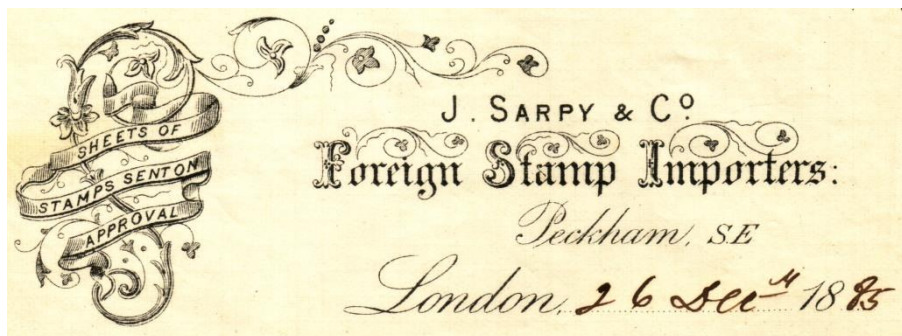 SHEETS OF
STAMPS SENT ON
APPROVAL
J. SARPY & Cº
Foreign Stamp Importers:
Peckham, S.E
London, 26 Decʳ 1885